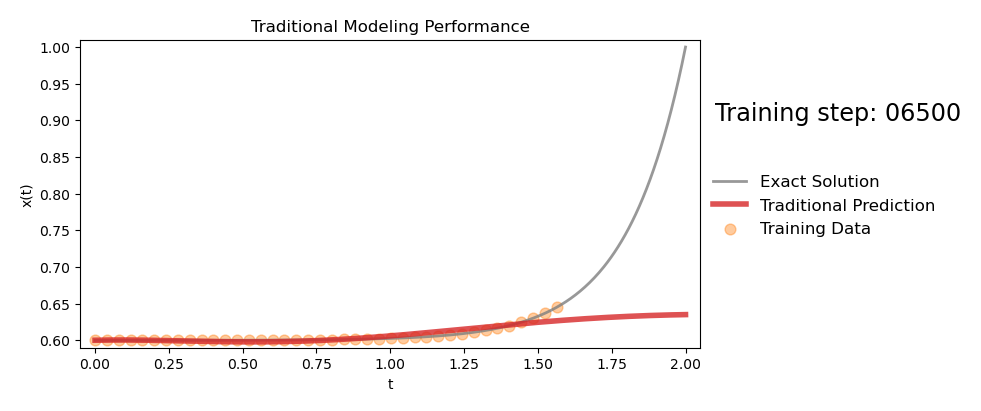 Traditional Modeling Performance
1.00
0.95
0.90
0.85
0.80
0.75
0.70
0.65
0.60
x(t)
0.00 0.25 0.50 0.75 1.00 1.25 1.50 1.75 2.00
t
Training step: 06500
Exact Solution
Traditional Prediction
Training Data